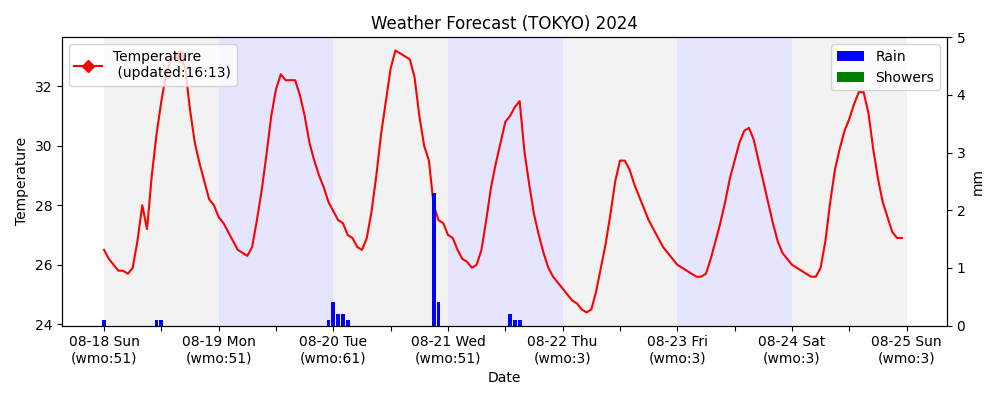 Weather Forecast (TOKYO) 2024
Temperature
(updated:16:13)
Rain
Showers
Temperature
32
30
28
26
24
mm
5
4
3
2
1
0
08-18 Sun
(wmo:51)
08-19 Mon
(wmo:51)
08-20 Tue
(wmo:61)
08-21 Wed
(wmo:51)
08-22 Thu
(wmo:3)
08-23 Fri
(wmo:3)
08-24 Sat
(wmo:3)
08-25 Sun
(wmo:3)
Date